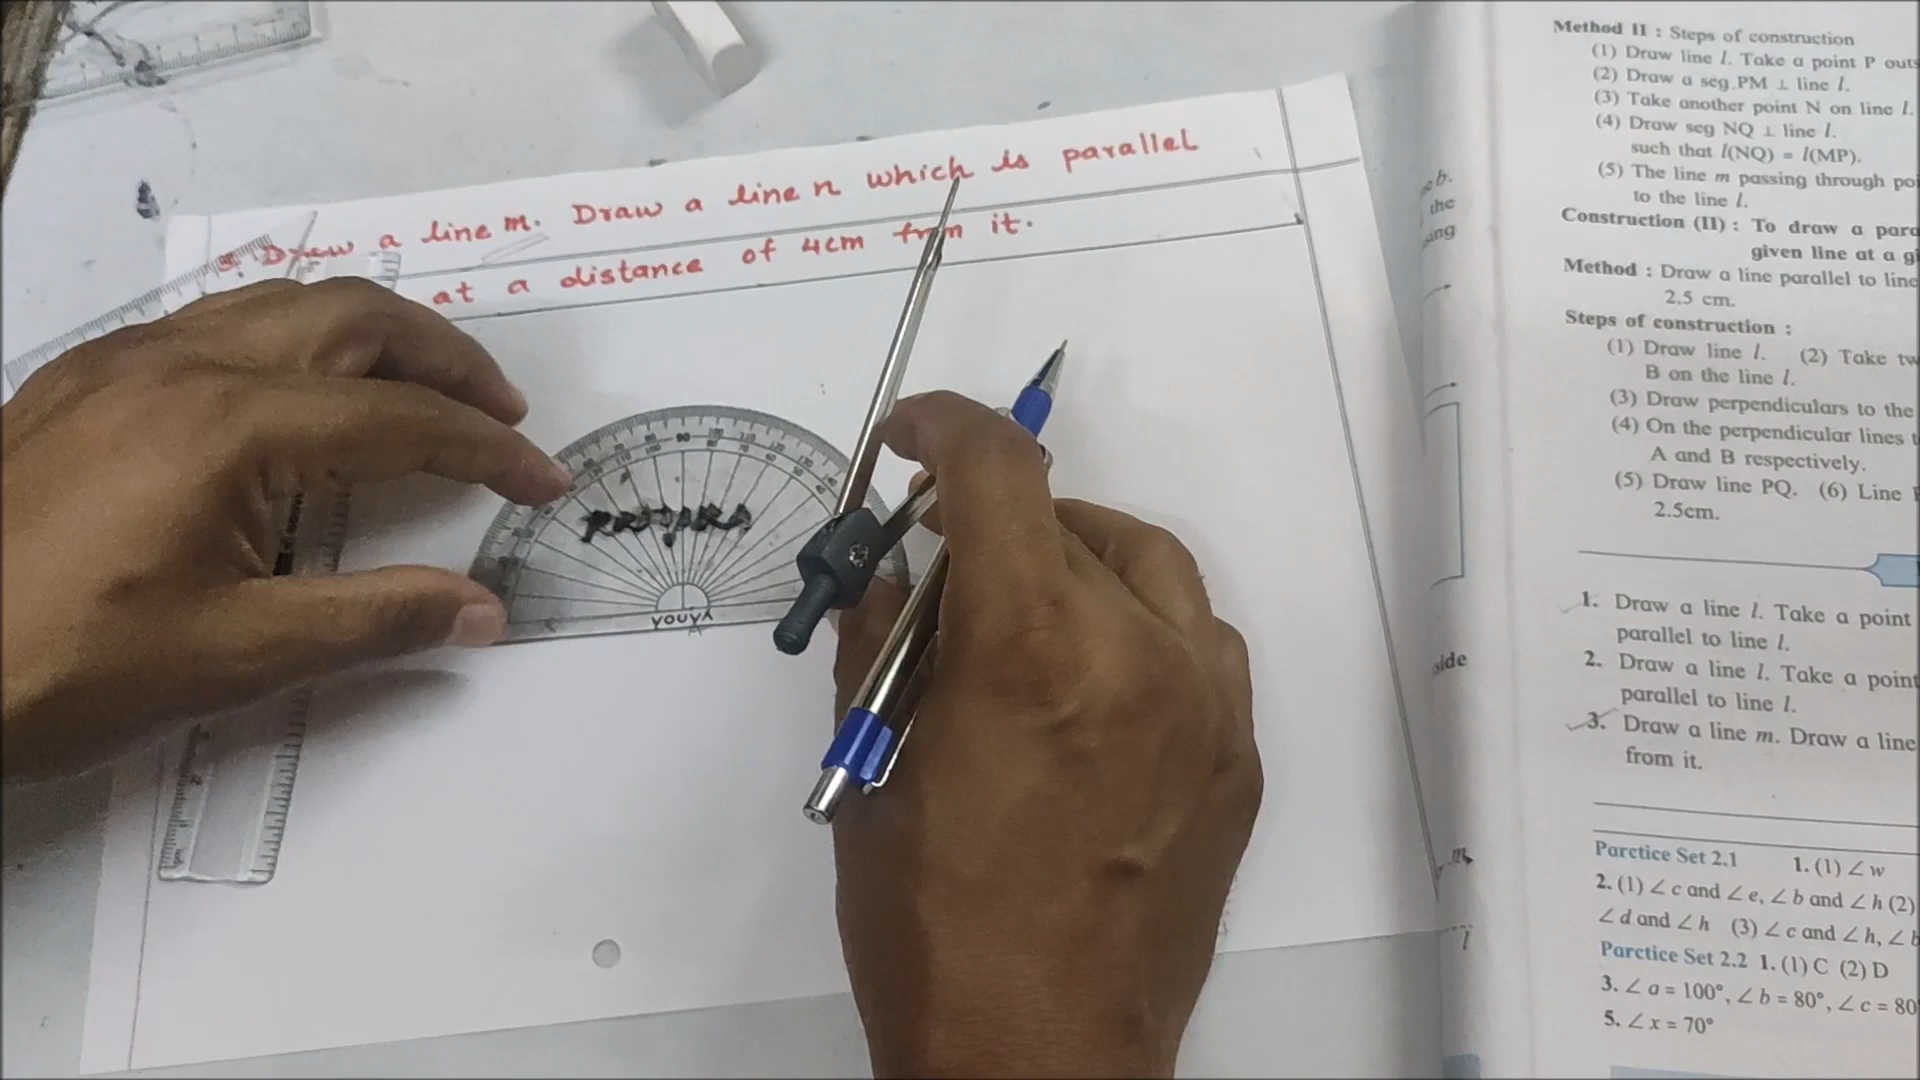 3. Draw a line m. Draw a line n which is parallel
at a distance of 4cm from it.
YOUVA
Method II : Steps of construction
(1) Draw line l. Take a point P outs
(2) Draw a seg PM ⊥ line l.
(3) Take another point N on line l.
(4) Draw seg NQ ⊥ line l.
such that l(NQ) = l(MP).
(5) The line m passing through poi
to the line l.
Construction (II) : To draw a para
given line at a gi
Method : Draw a line parallel to line
2.5 cm.
Steps of construction :
(1) Draw line l. (2) Take tw
B on the line l.
(3) Draw perpendiculars to the
(4) On the perpendicular lines t
A and B respectively.
(5) Draw line PQ. (6) Line
2.5cm.
1. Draw a line l. Take a point
parallel to line l.
2. Draw a line l. Take a point
parallel to line l.
3. Draw a line m. Draw a line
from it.
Parctice Set 2.1 1. (1) ∠w
2. (1) ∠c and ∠e, ∠b and ∠h (2)
∠d and ∠h (3) ∠c and ∠h, ∠b
Parctice Set 2.2 1. (1) C (2) D
3. ∠a = 100°, ∠b = 80°, ∠c = 80
5. ∠x = 70°
b.
the
ing
side
m
l